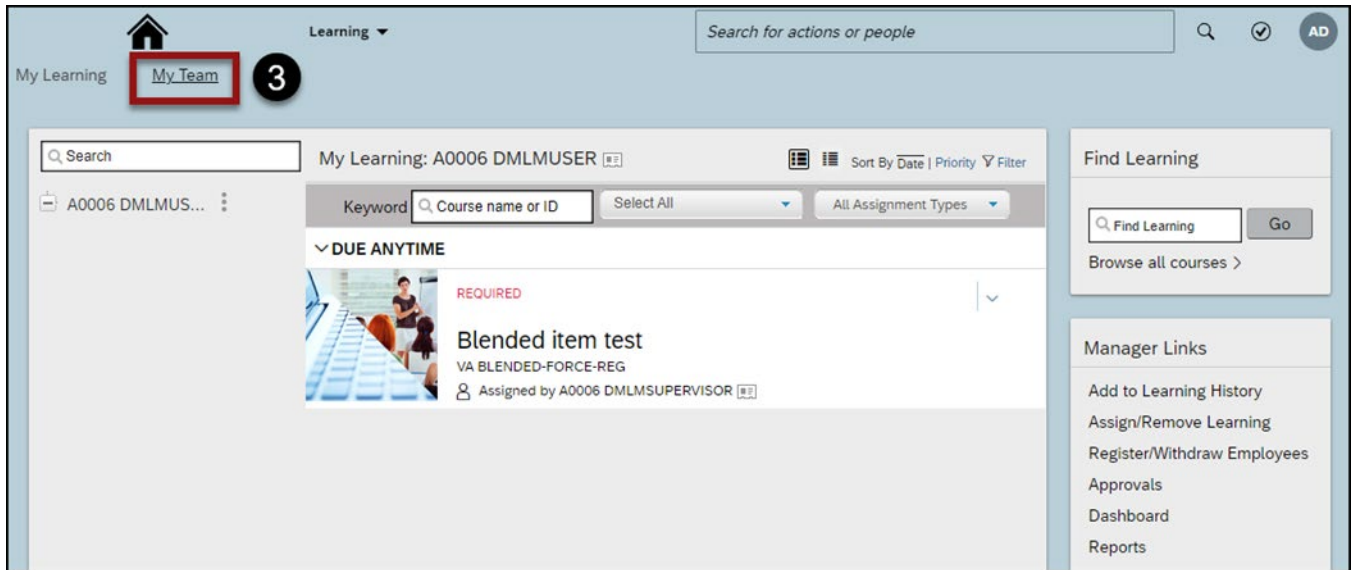 Learning
Search for actions or people
AD
My Learning
My Team
3
Search
A0006 DMLMUS...
My Learning: A0006 DMLMUSER
Sort By Date | Priority Filter
Keyword
Course name or ID
Select All
All Assignment Types
DUE ANYTIME
REQUIRED
Blended item test
VA BLENDED-FORCE-REG
Assigned by A0006 DMLMSUPERVISOR
Find Learning
Find Learning
Go
Browse all courses >
Manager Links
Add to Learning History
Assign/Remove Learning
Register/Withdraw Employees
Approvals
Dashboard
Reports